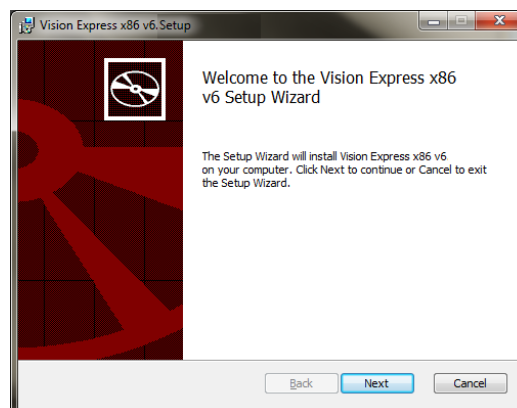 Vision Express x86 v6.Setup
Welcome to the Vision Express x86
v6 Setup Wizard
The Setup Wizard will install Vision Express x86 v6
on your computer. Click Next to continue or Cancel to exit
the Setup Wizard.
Back Next Cancel